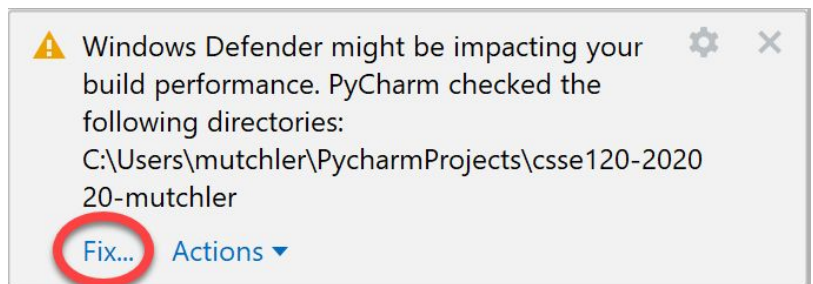 Windows Defender might be impacting your
build performance. PyCharm checked the
following directories:
C:\Users\mutchler\PycharmProjects\csse120-2020
20-mutchler
Fix... Actions